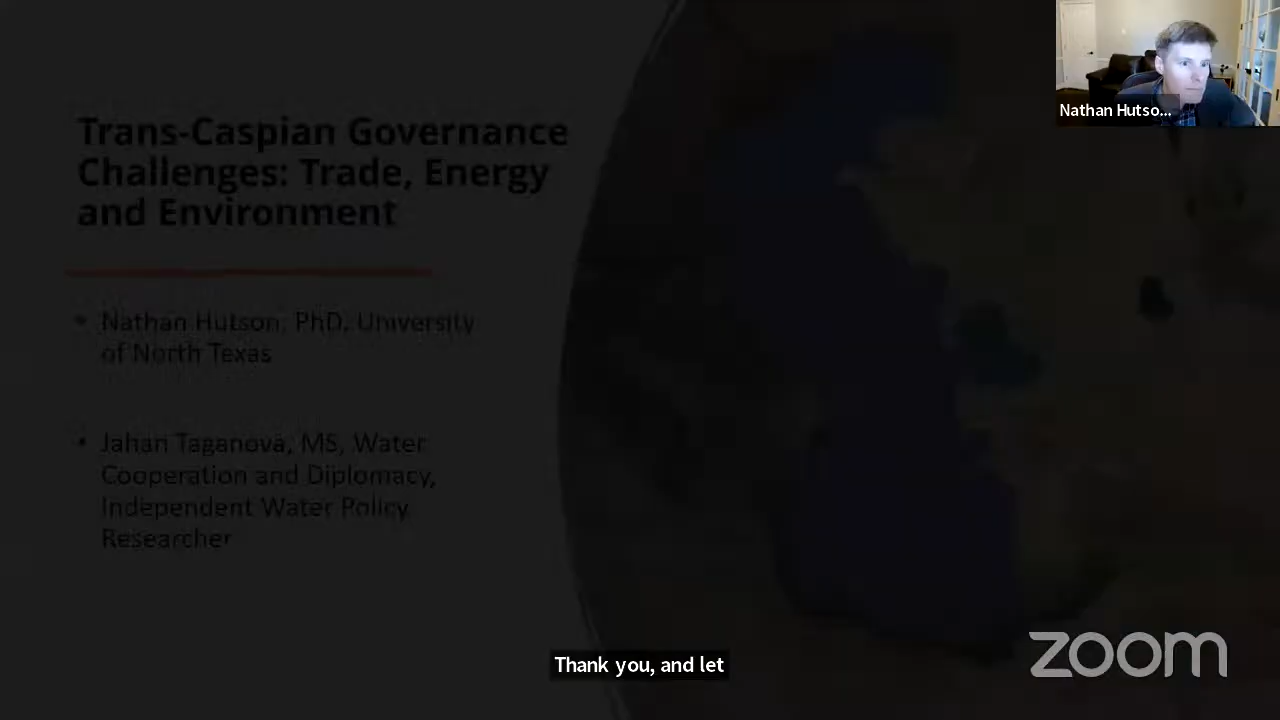 Trans-Caspian Governance
Challenges: Trade, Energy
and Environment
• Nathan Hutson, PhD, University
of North Texas
• Jahan Taganova, MS, Water
Cooperation and Diplomacy,
Independent Water Policy
Researcher
Nathan Hutso...
Thank you, and let
zoom